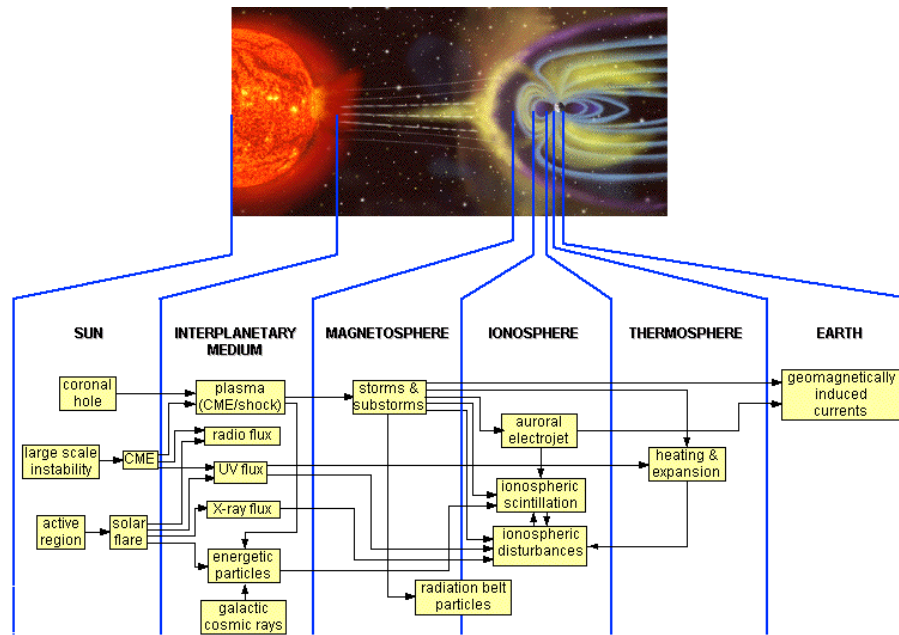 SUN
INTERPLANETARY
MEDIUM
MAGNETOSPHERE
IONOSPHERE
THERMOSPHERE
EARTH
coronal
hole
large scale
instability
CME
active
region
solar
flare
plasma
(CME/shock)
radio flux
UV flux
X-ray flux
energetic
particles
galactic
cosmic rays
storms &
substorms
radiation belt
particles
auroral
electrojet
ionospheric
scintillation
ionospheric
disturbances
heating &
expansion
geomagnetically
induced
currents